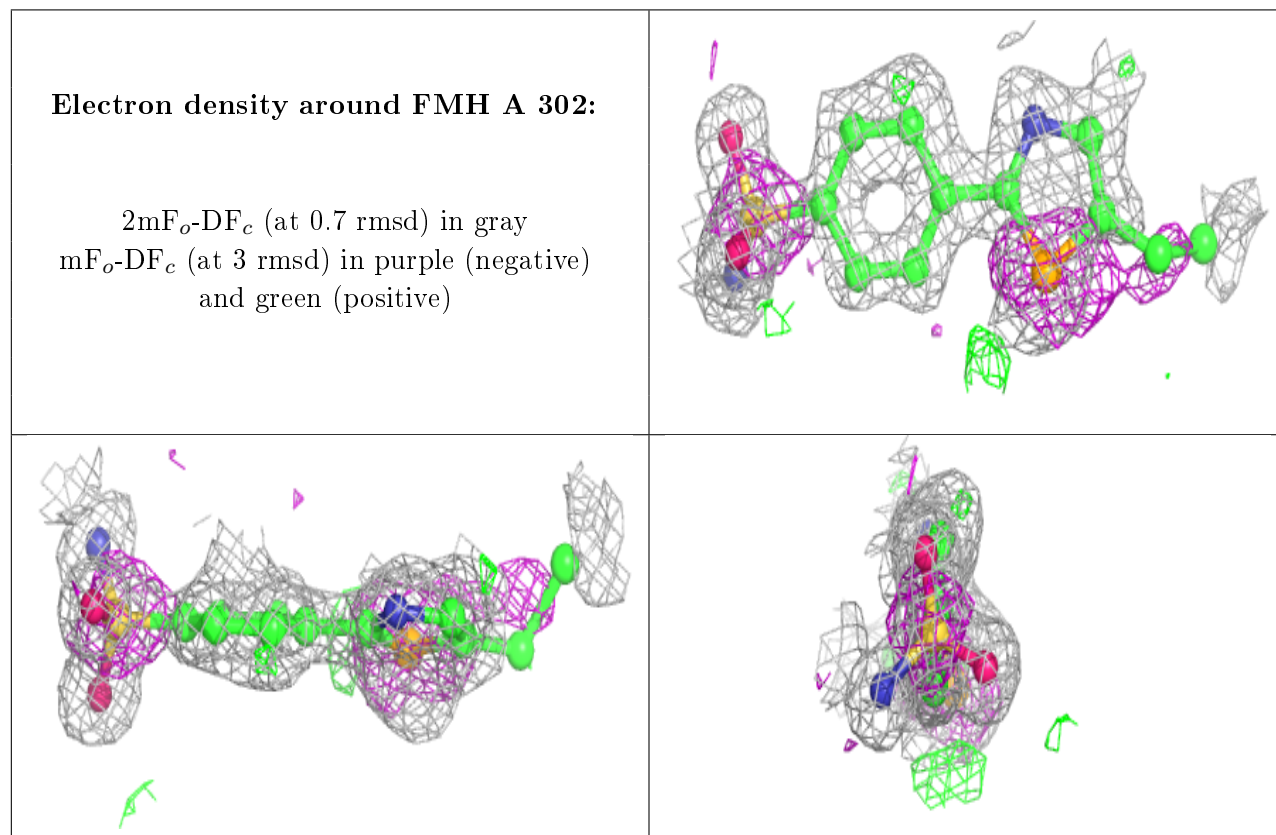 Electron density around FMH A 302:
2mFₒ-DF𝒸 (at 0.7 rmsd) in gray
mFₒ-DF𝒸 (at 3 rmsd) in purple (negative)
and green (positive)